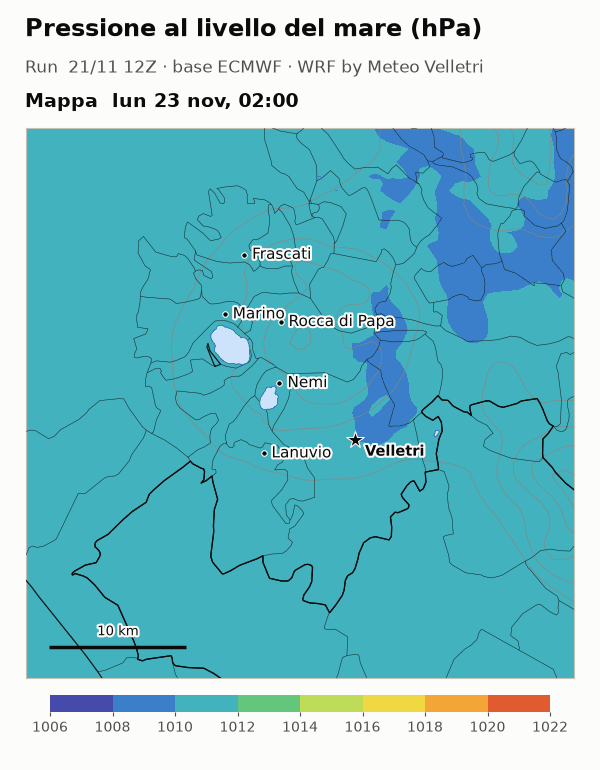 Pressione al livello del mare (hPa)
Run  21/11 12Z · base ECMWF · WRF by Meteo Velletri
Mappa  lun 23 nov, 02:00
Frascati
Marino
Rocca di Papa
Nemi
Velletri
Lanuvio
10 km
1006 1008 1010 1012 1014 1016 1018 1020 1022